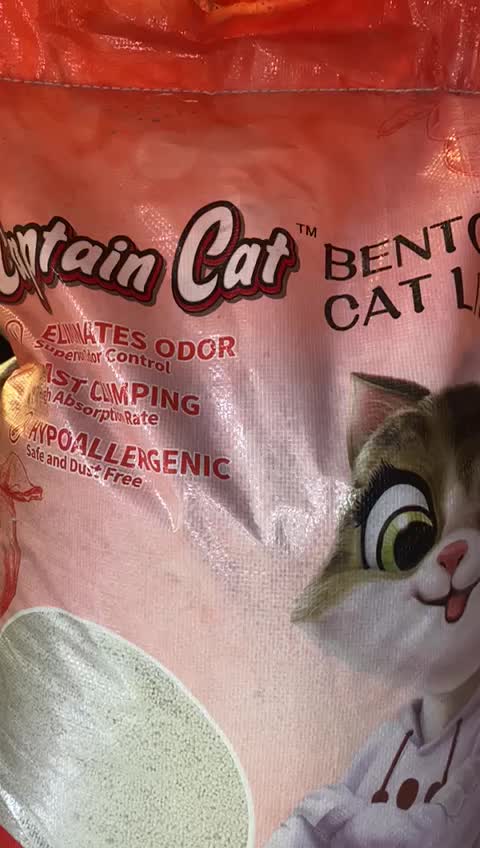 Captain Cat™
BENTO
CAT LI
ELIMINATES ODOR
Superior Odor Control
FAST CLUMPING
High Absorption Rate
HYPOALLERGENIC
Safe and Dust Free